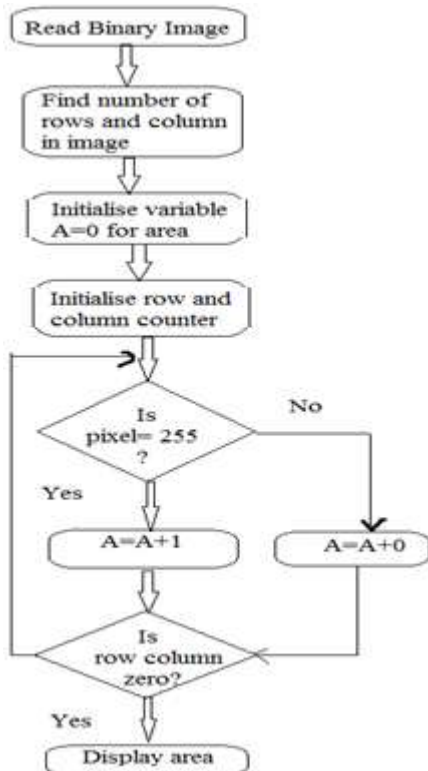 Read Binary Image
Find number of
rows and column
in image
Initialise variable
A=0 for area
Initialise row and
column counter
Is
pixel= 255
?
No
Yes
A=A+1
A=A+0
Is
row column
zero?
Yes
Display area